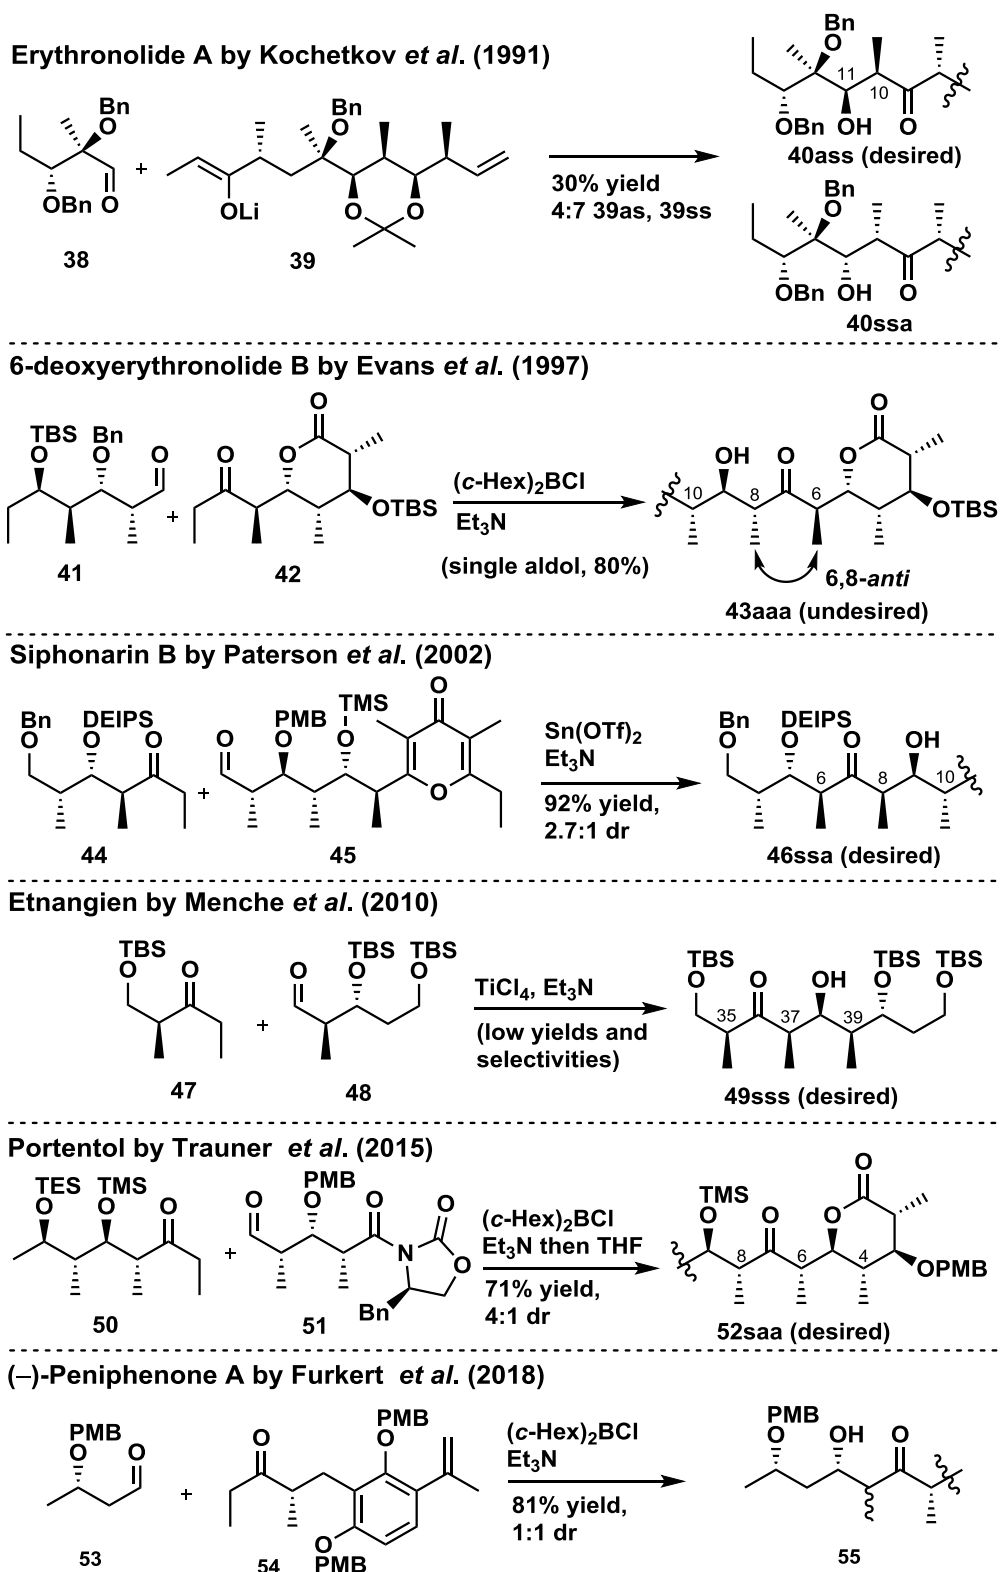 Erythronolide A by Kochetkov et al. (1991)
Bn
O
OBn
O
38
+
Bn
O
OLi
O
O
39
30% yield
4:7 39as, 39ss
Bn
O
11
10
OBn
OH
O
40ass (desired)
Bn
O
OBn
OH
O
40ssa
6-deoxyerythronolide B by Evans et al. (1997)
TBS
O
Bn
O
O
41
+
O
O
O
OTBS
42
(c-Hex)2BCl
Et3N
(single aldol, 80%)
OH
O
O
O
10
8
6
OTBS
6,8-anti
43aaa (undesired)
Siphonarin B by Paterson et al. (2002)
Bn
O
DEIPS
O
O
44
+
O
PMB
O
TMS
O
O
O
45
Sn(OTf)2
Et3N
92% yield,
2.7:1 dr
Bn
O
DEIPS
O
O
OH
6
8
10
46ssa (desired)
Etnangien by Menche et al. (2010)
TBS
O
O
47
+
O
TBS
O
TBS
O
48
TiCl4, Et3N
(low yields and
selectivities)
TBS
O
O
OH
TBS
O
TBS
O
35
37
39
49sss (desired)
Portentol by Trauner et al. (2015)
TES
O
TMS
O
O
50
+
O
PMB
O
O
N
O
O
Bn
51
(c-Hex)2BCl
Et3N then THF
71% yield,
4:1 dr
TMS
O
O
O
O
8
6
4
OPMB
52saa (desired)
(–)-Peniphenone A by Furkert et al. (2018)
PMB
O
O
53
+
O
PMB
O
O
PMB
54
(c-Hex)2BCl
Et3N
81% yield,
1:1 dr
PMB
O
OH
O
55